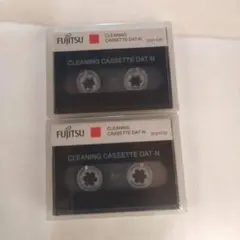 FUJITSU
CLEANING
CASSETTE DAT-N
CLEANING CASSETTE DAT-N
FUJITSU
CLEANING
CASSETTE DAT-N
CLEANING CASSETTE DAT-N